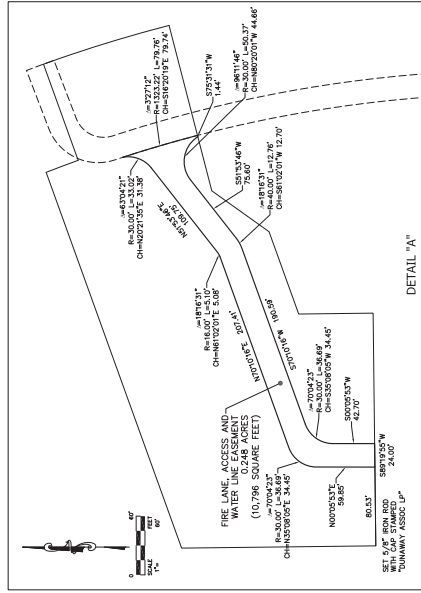 Δ=3°27'12"
R=1323.22' L=79.76'
CH=S16°20'19"E 79.74'
S75°31'31"W
1.44'
Δ=96°11'46"
R=30.00' L=50.37'
CH=N80°20'01"W 44.66'
Δ=63°04'21"
R=30.00' L=33.02'
CH=N20°21'35"E 31.38'
N51°53'46"E
109.75'
S51°53'46"W
75.60'
Δ=18°16'31"
R=40.00' L=12.76'
CH=S61°02'01"W 12.70'
Δ=18°16'31"
R=16.00' L=5.10'
CH=N61°02'01"E 5.08'
N70°10'16"E 207.41'
S70°10'16"W 190.59'
FIRE LANE, ACCESS AND
WATER LINE EASEMENT
0.248 ACRES
(10,796 SQUARE FEET)
Δ=70°04'23"
R=30.00' L=36.69'
CH=N35°08'05"E 34.45'
Δ=70°04'23"
R=30.00' L=36.69'
CH=S35°08'05"W 34.45'
N00°05'53"E
59.85'
S00°05'53"W
42.70'
80.53'
S89°19'55"W
24.00'
SET 5/8" IRON ROD
WITH CAP STAMPED
"DUNAWAY ASSOC LP"
0 40'
SCALE FEET
1"= 60'
DETAIL "A"